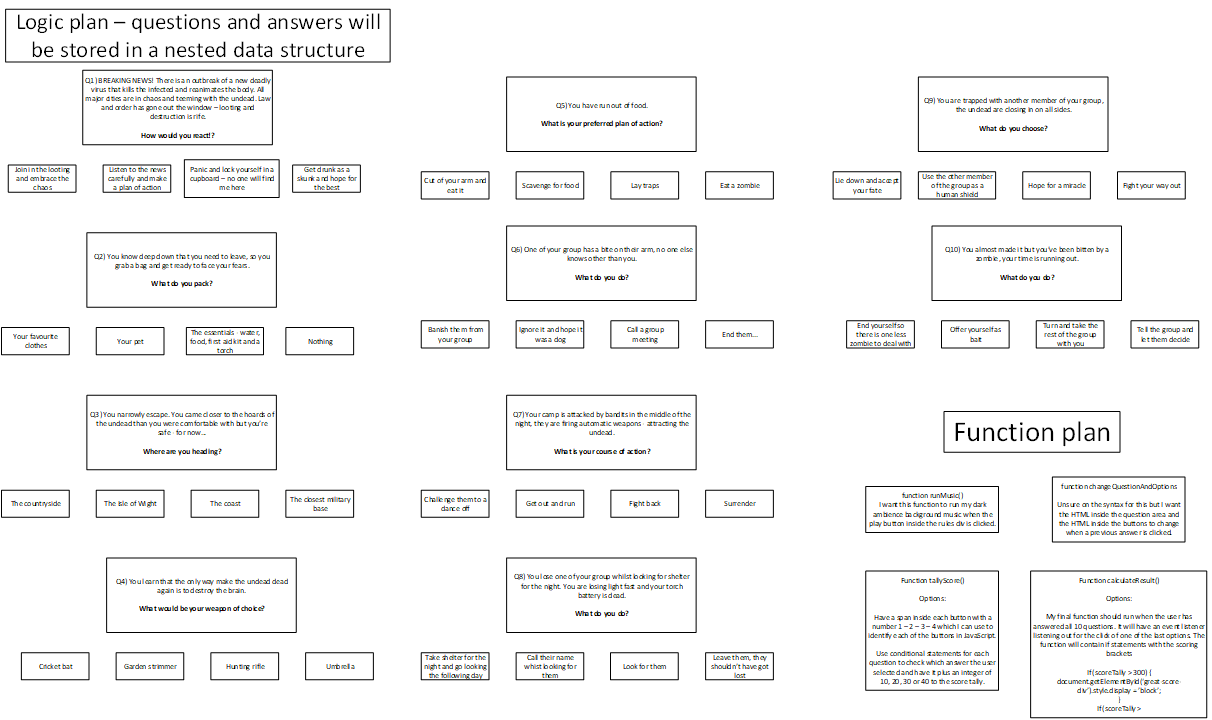 Logic plan – questions and answers will
be stored in a nested data structure
Q1) BREAKING NEWS! There is an outbreak of a new deadly
virus that kills the infected and reanimates the body. All
major cities are in chaos and teeming with the undead. Law
and order has gone out the window – looting and
destruction is rife.
How would you react!?
Join in the looting
and embrace the
chaos
Listen to the news
carefully and make
a plan of action
Panic and lock yourself in a
cupboard – no one will find
me here
Get drunk as a
skunk and hope for
the best
Q2) You know deep down that you need to leave, so you
grab a bag and get ready to face your fears.
What do you pack?
Your favourite
clothes
Your pet
The essentials - water,
food, first aid kit and a
torch
Nothing
Q3) You narrowly escape. You came closer to the hoards of
the undead than you were comfortable with but you're
safe - for now...
Where are you heading?
The countryside
The Isle of Wight
The coast
The closest military
base
Q4) You learn that the only way make the undead dead
again is to destroy the brain.
What would be your weapon of choice?
Cricket bat
Garden strimmer
Hunting rifle
Umbrella
Q5) You have run out of food.
What is your preferred plan of action?
Cut of your arm and
eat it
Scavenge for food
Lay traps
Eat a zombie
Q6) One of your group has a bite on their arm, no one else
knows other than you.
What do you do?
Banish them from
your group
Ignore it and hope it
was a dog
Call a group
meeting
End them...
Q7) Your camp is attacked by bandits in the middle of the
night, they are firing automatic weapons - attracting the
undead.
What is your course of action?
Challenge them to a
dance off
Get out and run
Fight back
Surrender
Q8) You lose one of your group whilst looking for shelter
for the night. You are losing light fast and your torch
battery is dead.
What do you do?
Take shelter for the
night and go looking
the following day
Call their name
whist looking for
them
Look for them
Leave them, they
shouldn't have got
lost
Q9) You are trapped with another member of your group,
the undead are closing in on all sides.
What do you choose?
Lie down and accept
your fate
Use the other member
of the group as a
human shield
Hope for a miracle
Fight your way out
Q10) You almost made it but you've been bitten by a
zombie, your time is running out.
What do you do?
End yourself so
there is one less
zombie to deal with
Offer yourself as
bait
Turn and take the
rest of the group
with you
Tell the group and
let them decide
Function plan
function runMusic()
I want this function to run my dark
ambience background music when the
play button inside the rules div is clicked.
function changeQuestionAndOptions
Unsure on the syntax for this but I want
the HTML inside the question area and
the HTML inside the buttons to change
when a previous answer is clicked.
Function tallyScore()
Options:
Have a span inside each button with a
number 1 – 2 – 3 – 4 which I can use to
identify each of the buttons in JavaScript.
Use conditional statements for each
question to check which answer the user
selected and have it plus an integer of
10, 20, 30 or 40 to the score tally.
Function calculateResult()
Options:
My final function should run when the user has
answered all 10 questions. It will have an event listener
listening out for the click of one of the last options. The
function will contain if statements with the scoring
brackets
If (scoreTally > 300) {
document.getElementById('great-score-
div').style.display = 'block';
}
If (scoreTally >